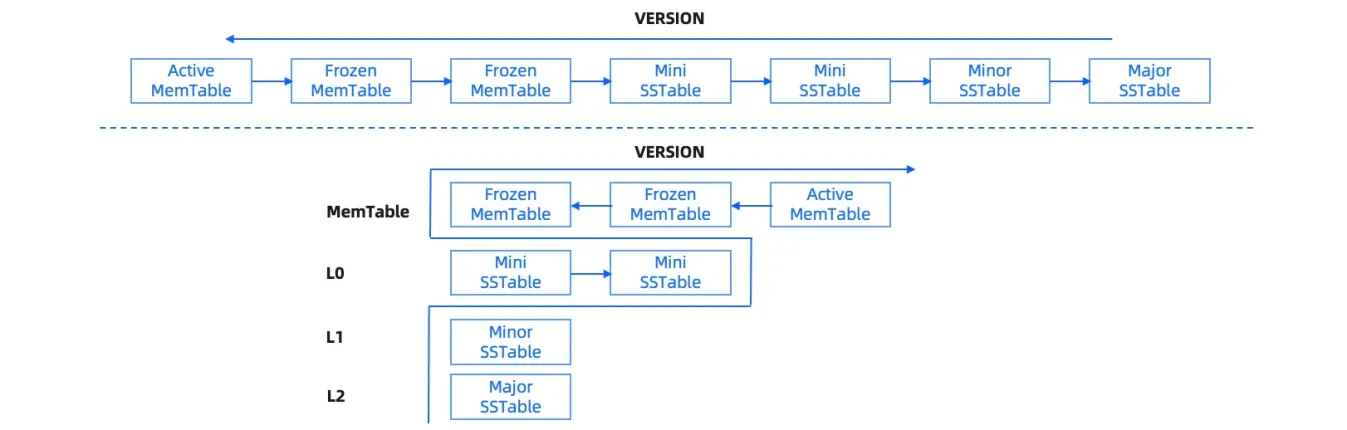 VERSION
Active
MemTable
Frozen
MemTable
Frozen
MemTable
Mini
SSTable
Mini
SSTable
Minor
SSTable
Major
SSTable
VERSION
MemTable
Frozen
MemTable
Frozen
MemTable
Active
MemTable
L0
Mini
SSTable
Mini
SSTable
L1
Minor
SSTable
L2
Major
SSTable